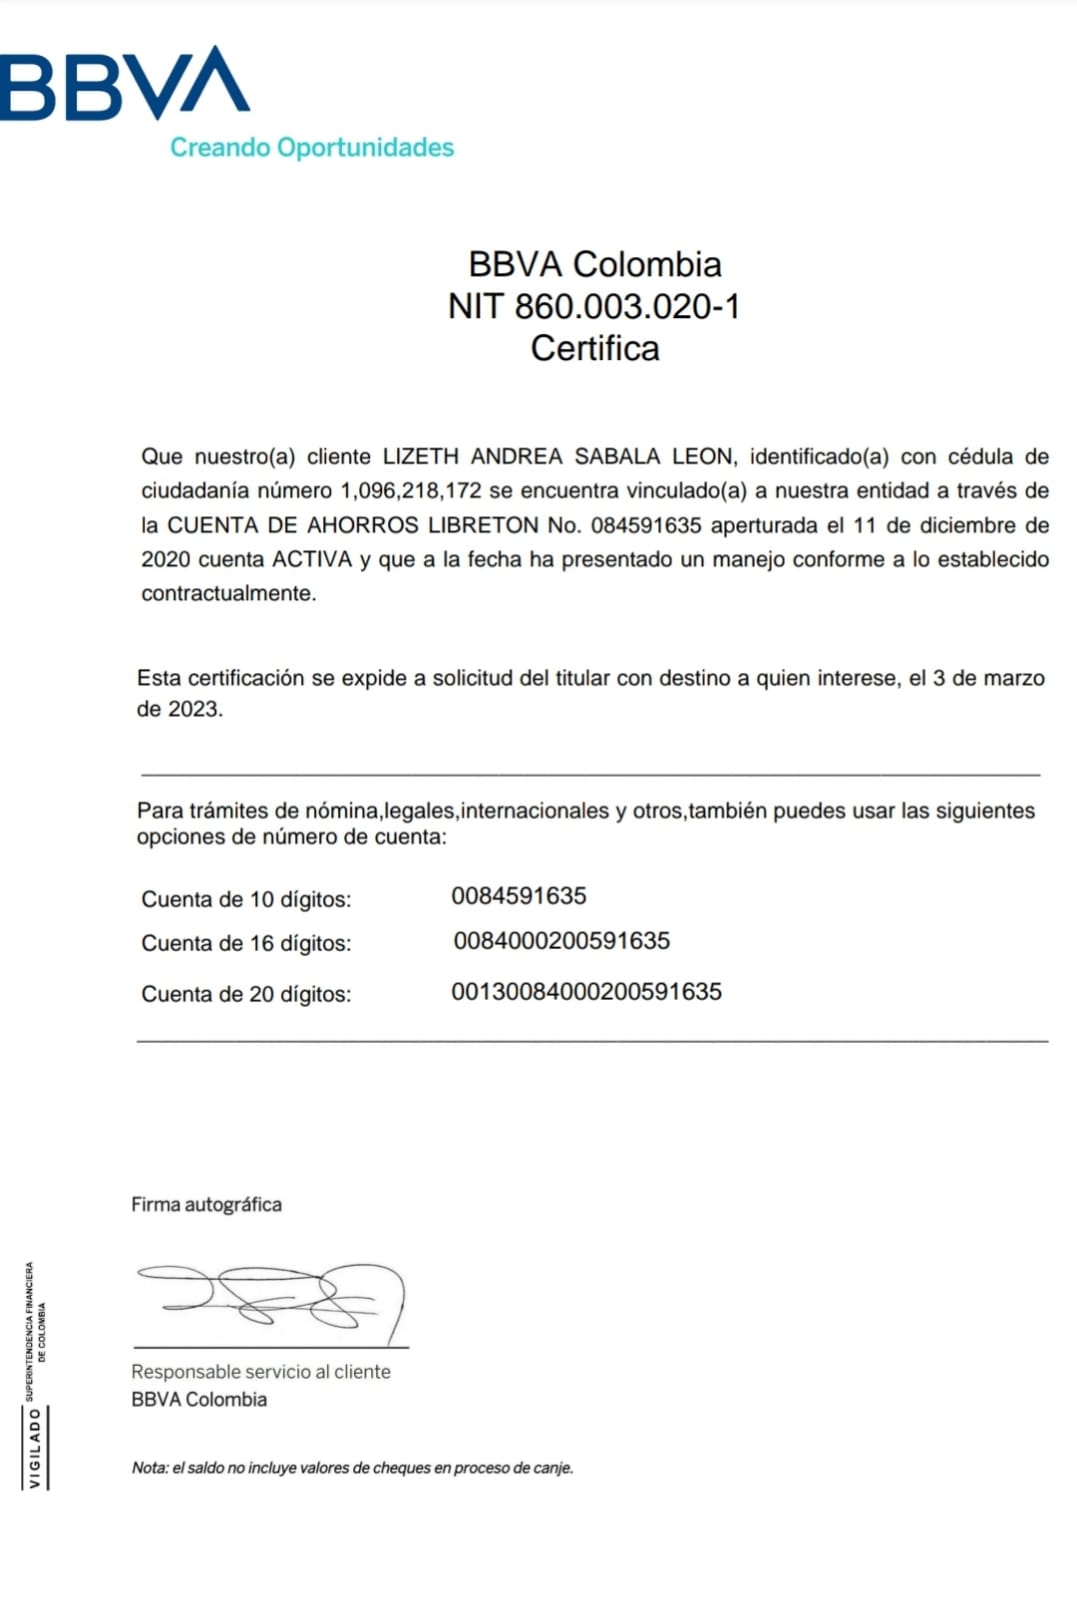 BBVA
Creando Oportunidades
BBVA Colombia
NIT 860.003.020-1
Certifica
Que nuestro(a) cliente LIZETH ANDREA SABALA LEON, identificado(a) con cédula de
ciudadanía número 1,096,218,172 se encuentra vinculado(a) a nuestra entidad a través de
la CUENTA DE AHORROS LIBRETON No. 084591635 aperturada el 11 de diciembre de
2020 cuenta ACTIVA y que a la fecha ha presentado un manejo conforme a lo establecido
contractualmente.
Esta certificación se expide a solicitud del titular con destino a quien interese, el 3 de marzo
de 2023.
Para trámites de nómina,legales,internacionales y otros,también puedes usar las siguientes
opciones de número de cuenta:
Cuenta de 10 dígitos: 0084591635
Cuenta de 16 dígitos: 0084000200591635
Cuenta de 20 dígitos: 00130084000200591635
Firma autográfica
Responsable servicio al cliente
BBVA Colombia
Nota: el saldo no incluye valores de cheques en proceso de canje.
VIGILADO SUPERINTENDENCIA FINANCIERA
DE COLOMBIA